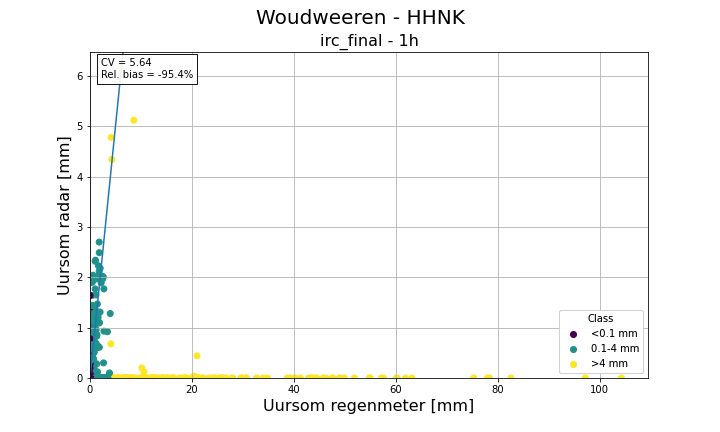 Woudweeren - HHNK
irc_final - 1h
CV = 5.64
Rel. bias = -95.4%
Uursom radar [mm]
6
5
4
3
2
1
0
0 20 40 60 80 100
Uursom regenmeter [mm]
Class
<0.1 mm
0.1-4 mm
>4 mm